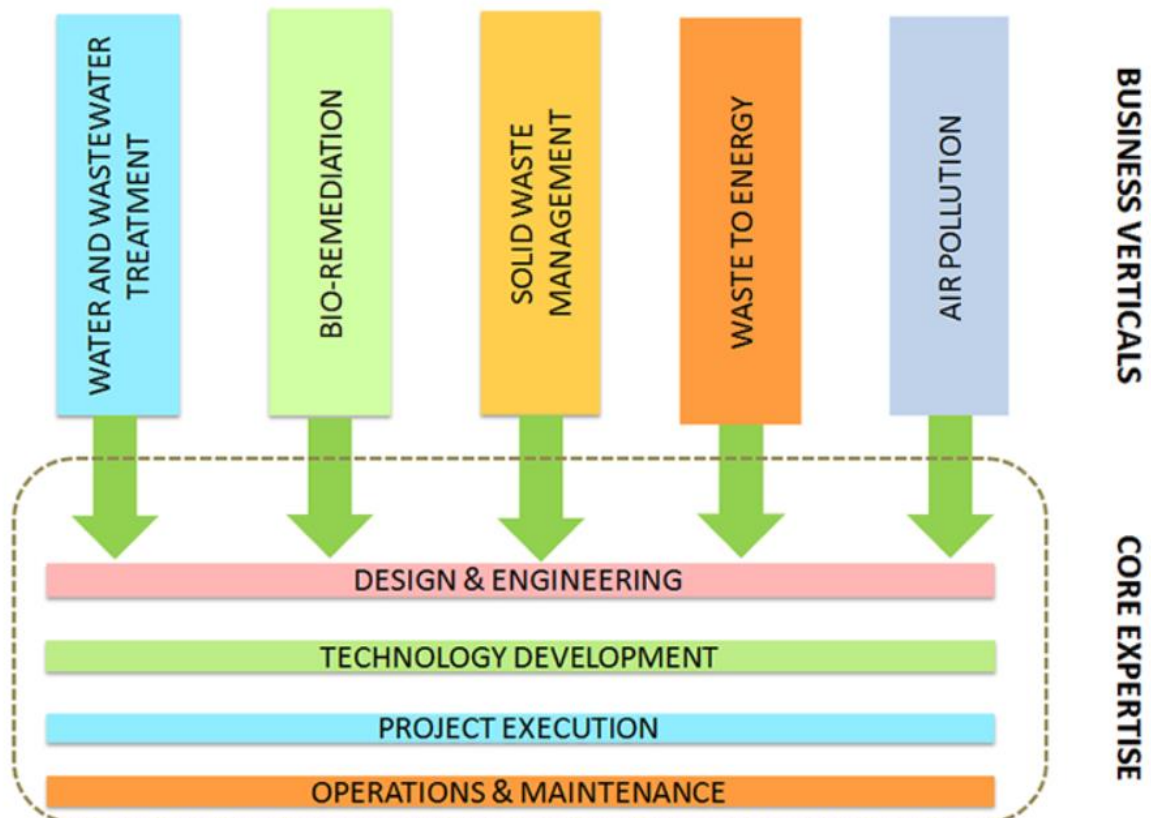 WATER AND WASTEWATER
TREATMENT
BIO-REMEDIATION
SOLID WASTE
MANAGEMENT
WASTE TO ENERGY
AIR POLLUTION
BUSINESS VERTICALS
DESIGN & ENGINEERING
TECHNOLOGY DEVELOPMENT
PROJECT EXECUTION
OPERATIONS & MAINTENANCE
CORE EXPERTISE